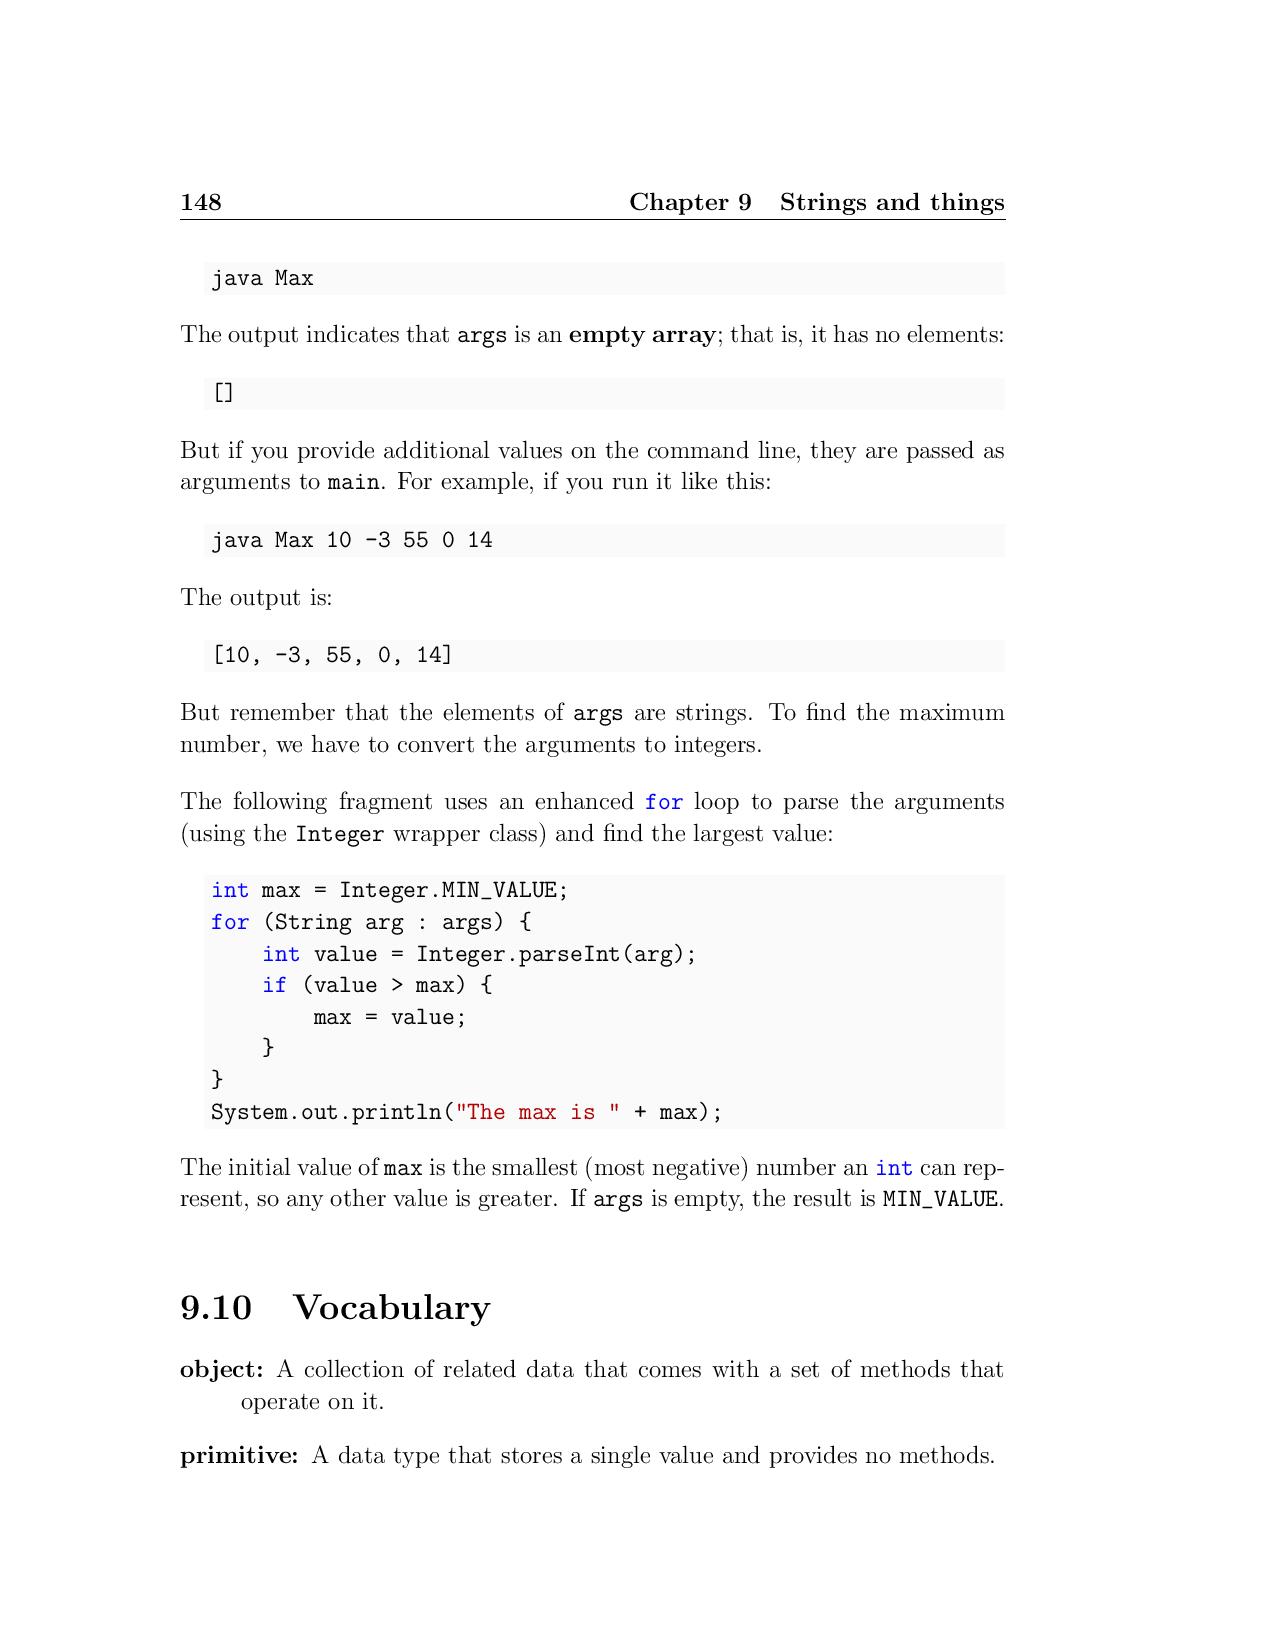 148 Chapter 9 Strings and things
java Max
The output indicates that args is an empty array; that is, it has no elements:
[]
But if you provide additional values on the command line, they are passed as
arguments to main. For example, if you run it like this:
java Max 10 -3 55 0 14
The output is:
[10, -3, 55, 0, 14]
But remember that the elements of args are strings. To find the maximum
number, we have to convert the arguments to integers.
The following fragment uses an enhanced for loop to parse the arguments
(using the Integer wrapper class) and find the largest value:
int max = Integer.MIN_VALUE;
for (String arg : args) {
    int value = Integer.parseInt(arg);
    if (value > max) {
        max = value;
    }
}
System.out.println("The max is " + max);
The initial value of max is the smallest (most negative) number an int can rep-
resent, so any other value is greater. If args is empty, the result is MIN_VALUE.
9.10 Vocabulary
object: A collection of related data that comes with a set of methods that
operate on it.
primitive: A data type that stores a single value and provides no methods.